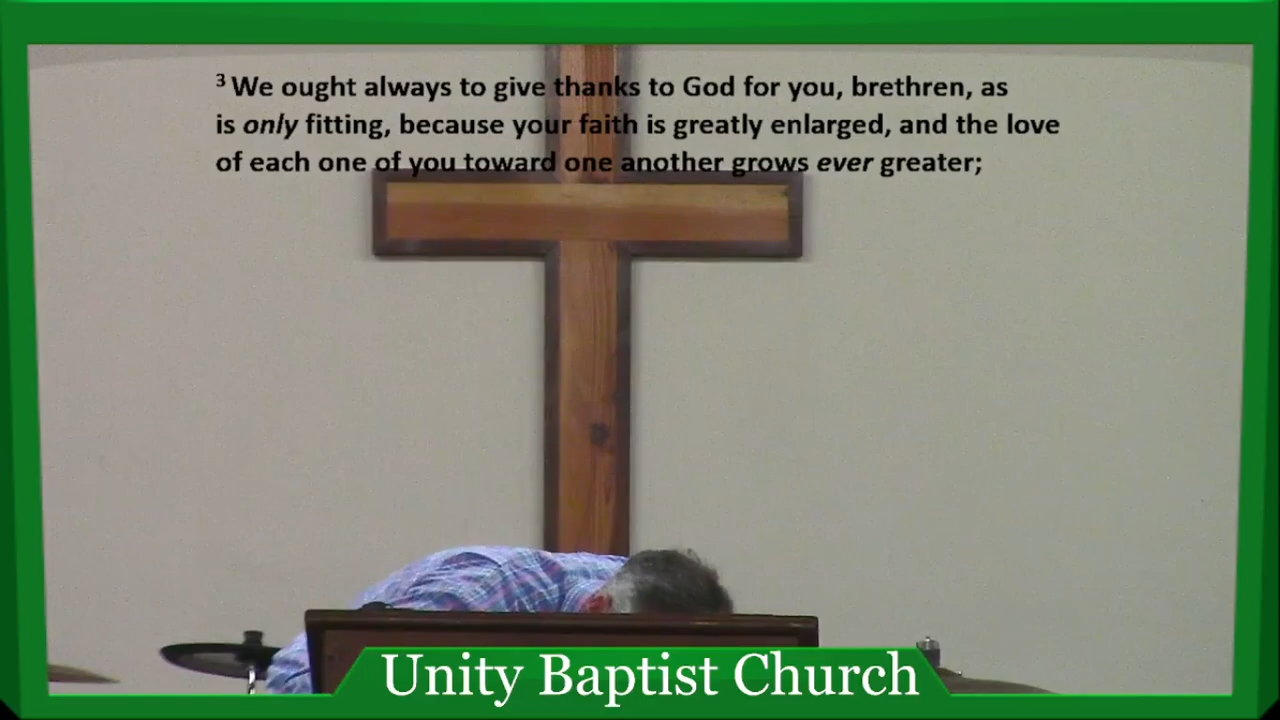 ³ We ought always to give thanks to God for you, brethren, as
is only fitting, because your faith is greatly enlarged, and the love
of each one of you toward one another grows ever greater;
Unity Baptist Church